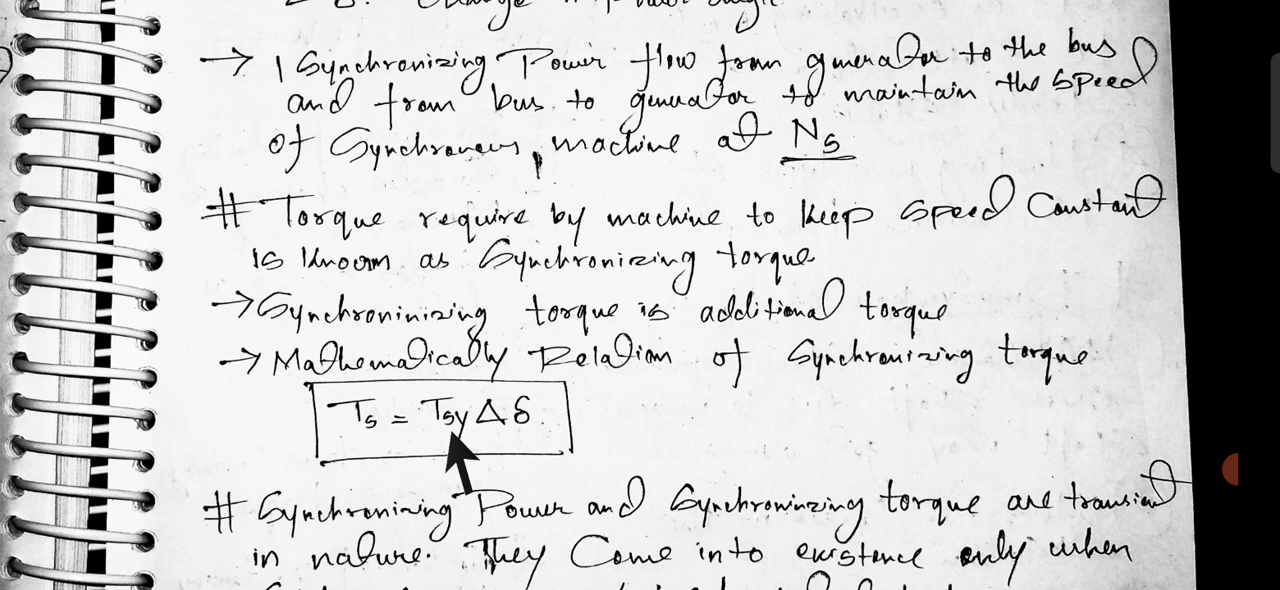 → Synchronizing Power flow from generator to the bus
and from bus to generator to maintain the speed
of Synchronous machine at Ns
# Torque require by machine to keep speed Constant
is known as Synchronizing torque
→ Synchroninizing torque is additional torque
→ Mathematically Relation of Synchronizing torque
Ts = Tsy Δδ
# Synchronizing Power and Synchronizing torque are transient
in nature. They Come into existence only when